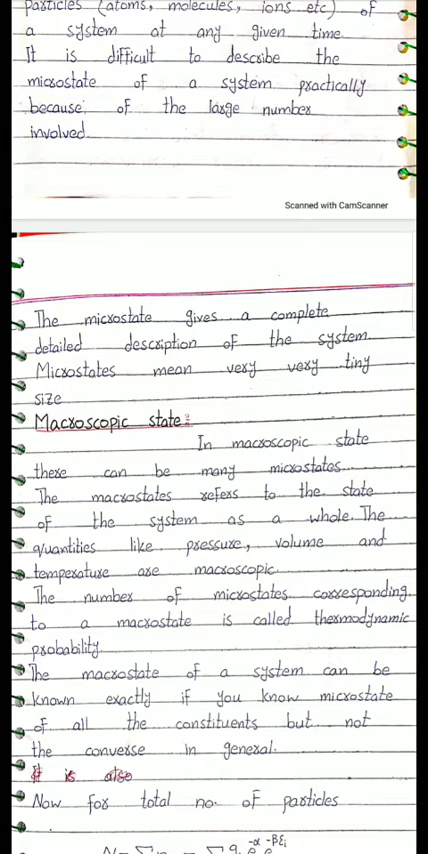 particles (atoms, molecules, ions etc) of
a system at any given time
It is difficult to describe the
microstate of a system practically
because of the large number
involved.
Scanned with CamScanner
The microstate gives a complete
detailed description of the system.
Microstates mean very very tiny
size
Macroscopic state:
In macroscopic state
there can be many microstates.
The macrostates refers to the state
of the system as a whole. The
quantities like pressure, volume and
temperature are macroscopic.
The number of microstates corresponding
to a macrostate is called thermodynamic
probability.
The macrostate of a system can be
known exactly if you know microstate
of all the constituents but not
the converse in general.
It is also
Now for total no. of particles